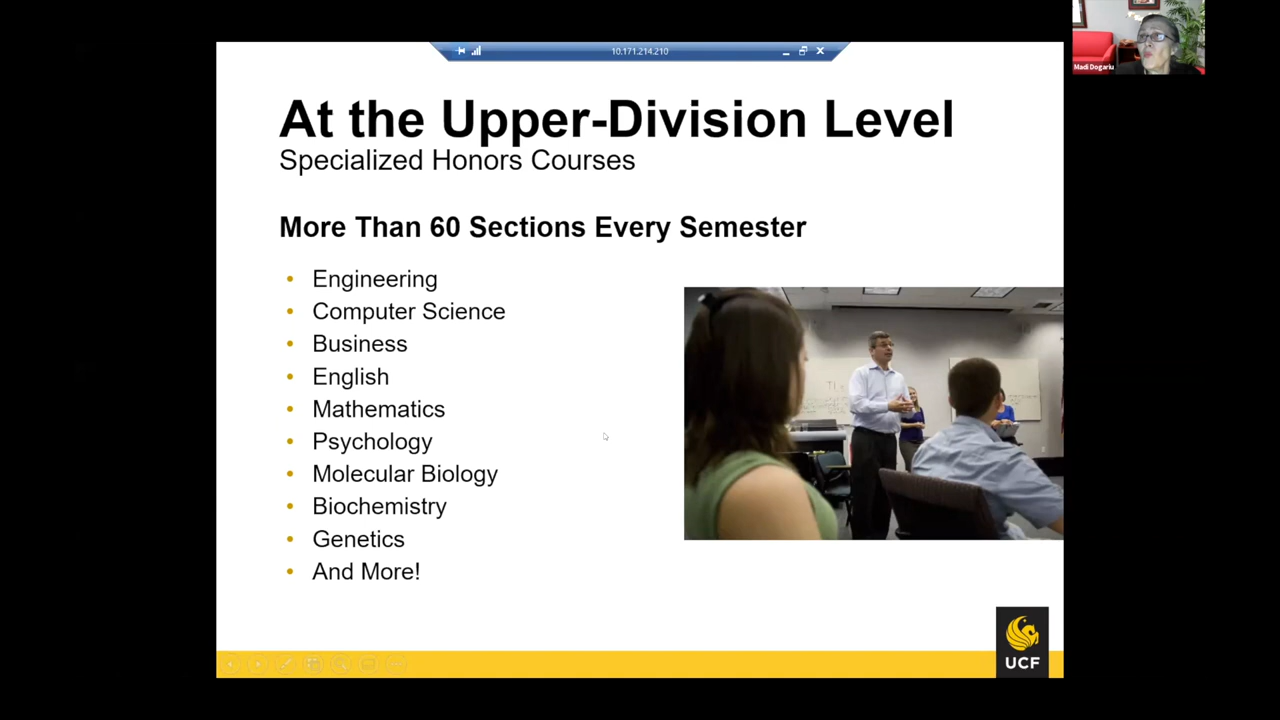 10.171.214.210
Madi Dogariu
At the Upper-Division Level
Specialized Honors Courses
More Than 60 Sections Every Semester
• Engineering
• Computer Science
• Business
• English
• Mathematics
• Psychology
• Molecular Biology
• Biochemistry
• Genetics
• And More!
UCF